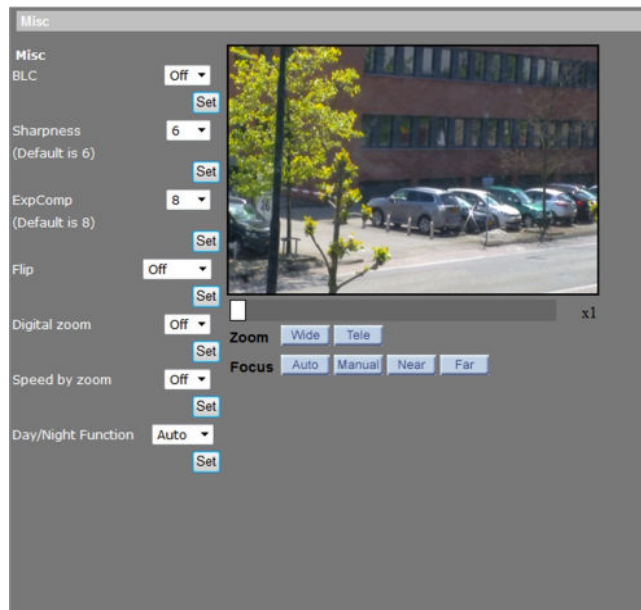 Misc
Misc
BLC Off
Set
Sharpness 6
(Default is 6)
Set
ExpComp 8
(Default is 8)
Set
Flip Off
Set
Digital zoom Off
Set
Speed by zoom Off
Set
Day/Night Function Auto
Set
x1
Zoom Wide Tele
Focus Auto Manual Near Far